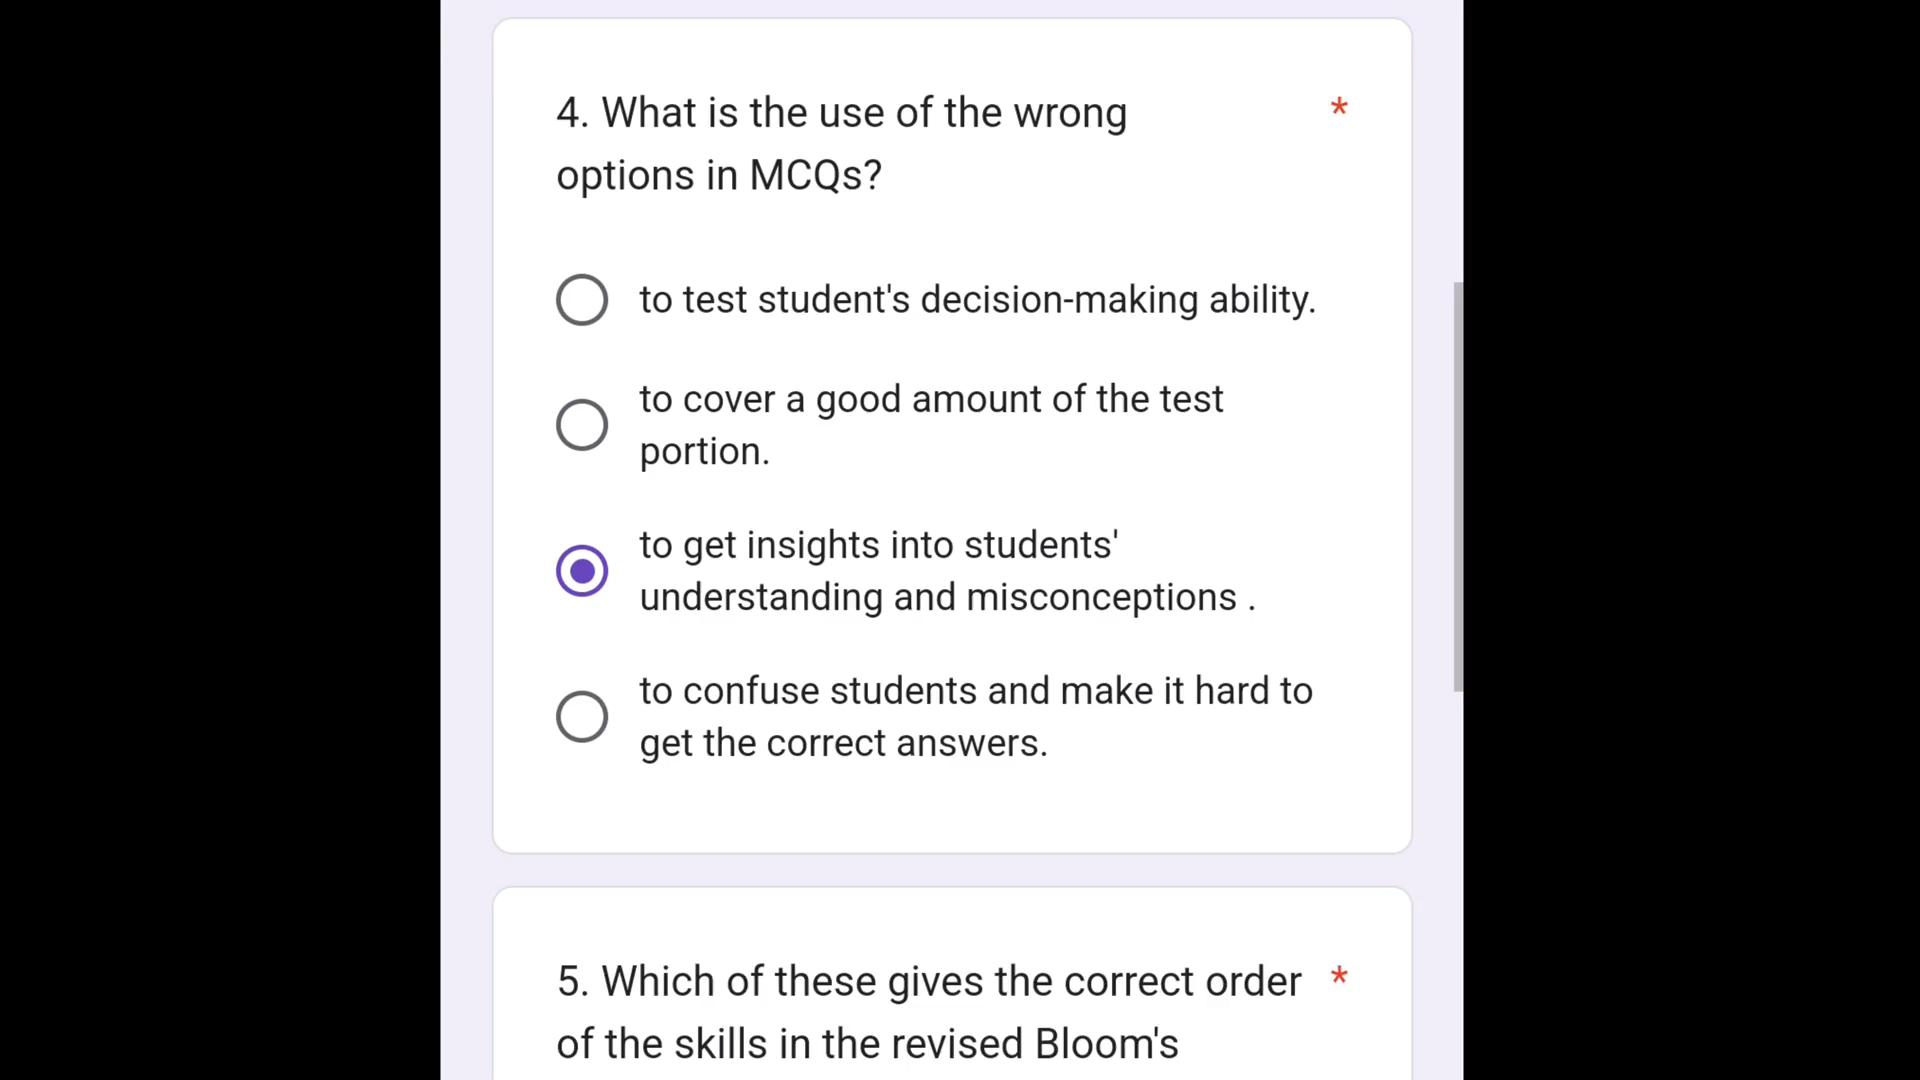 4. What is the use of the wrong *
options in MCQs?
to test student's decision-making ability.
to cover a good amount of the test
portion.
to get insights into students'
understanding and misconceptions .
to confuse students and make it hard to
get the correct answers.
5. Which of these gives the correct order *
of the skills in the revised Bloom's